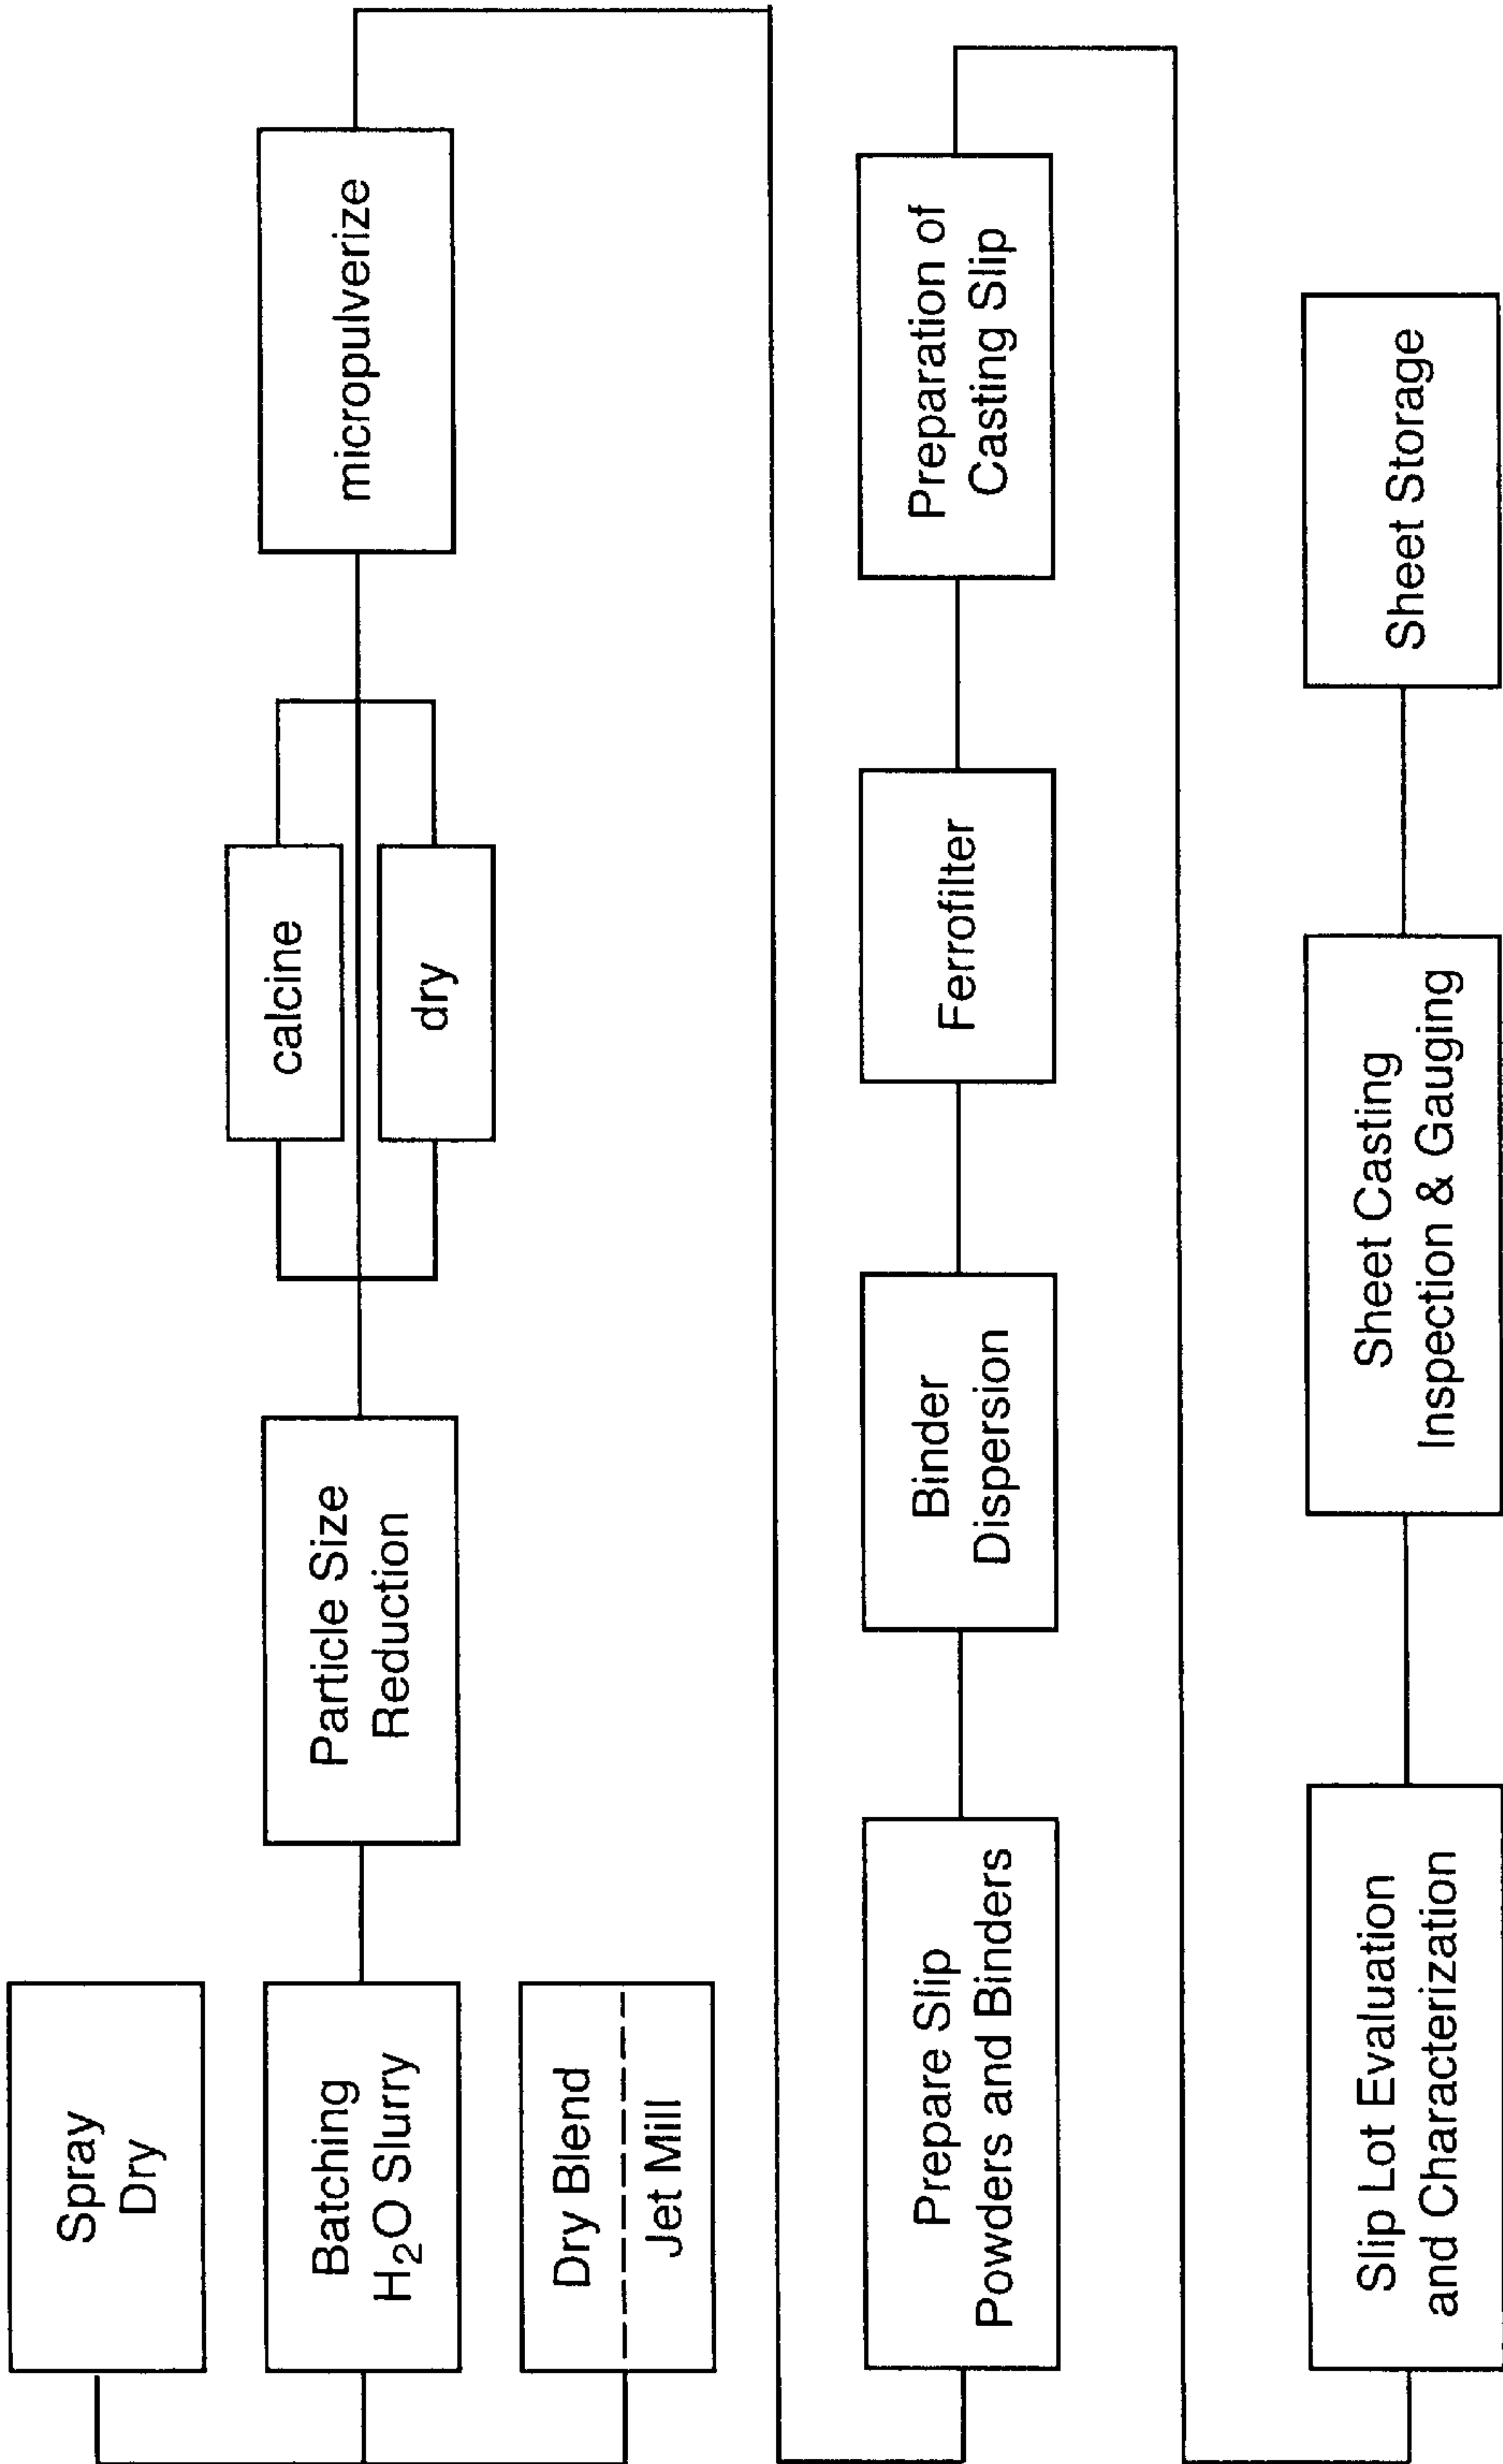 Spray
Dry
Batching
H₂O Slurry
Dry Blend
Jet Mill
Particle Size
Reduction
calcine
dry
micropulverize
Prepare Slip
Powders and Binders
Binder
Dispersion
Ferrofilter
Preparation of
Casting Slip
Slip Lot Evaluation
and Characterization
Sheet Casting
Inspection & Gauging
Sheet Storage